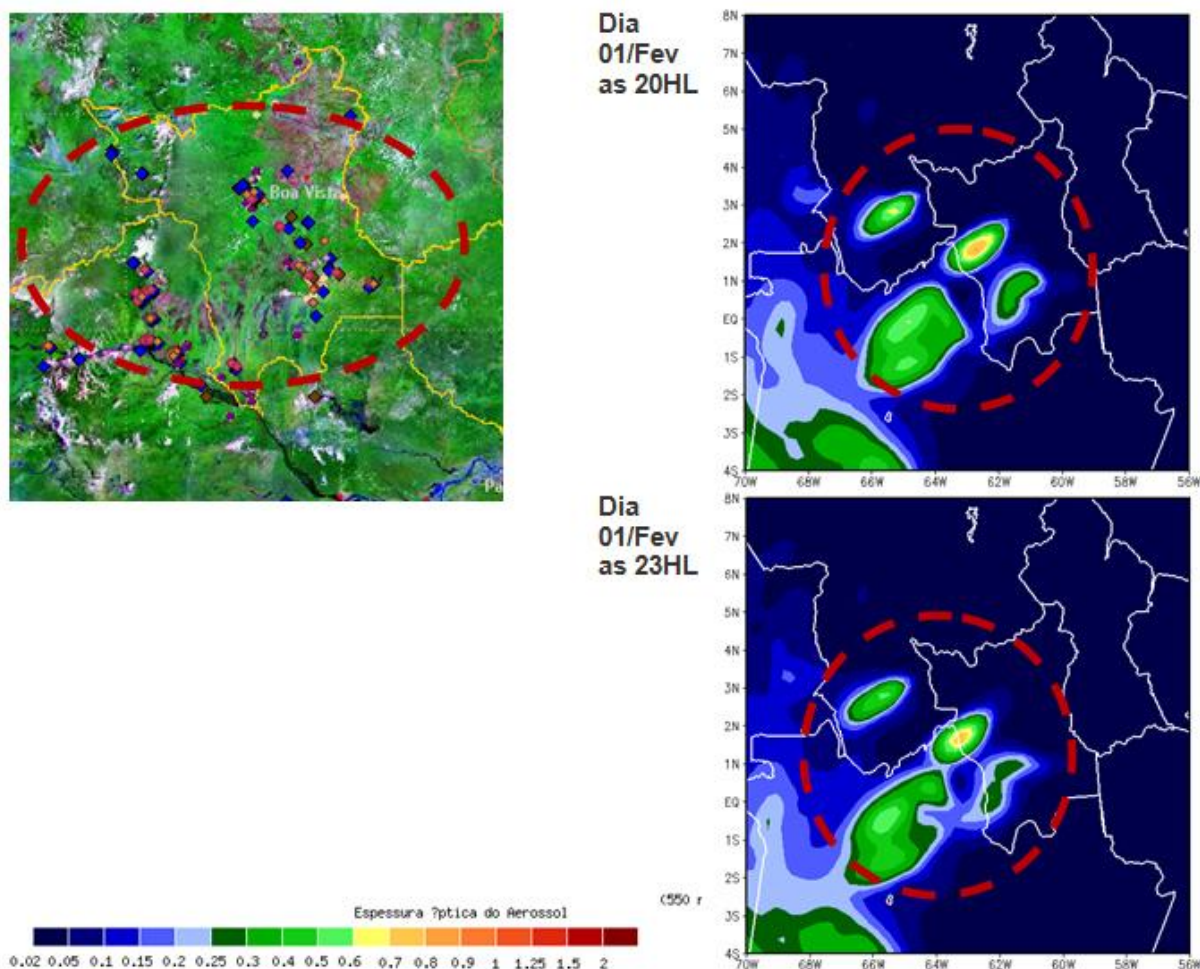 Boa Vista
Pa
Dia
01/Fev
as 20HL
8N
7N
6N
5N
4N
3N
2N
1N
EQ
1S
2S
3S
4S
70W 68W 66W 64W 62W 60W 58W 56W
Dia
01/Fev
as 23HL
8N
7N
6N
5N
4N
3N
2N
1N
EQ
1S
2S
3S
4S
70W 68W 66W 64W 62W 60W 58W 56W
Espessura ?ptica do Aerossol
(550 r
0.02 0.05 0.1 0.15 0.2 0.25 0.3 0.4 0.5 0.6 0.7 0.8 0.9 1 1.25 1.5 2